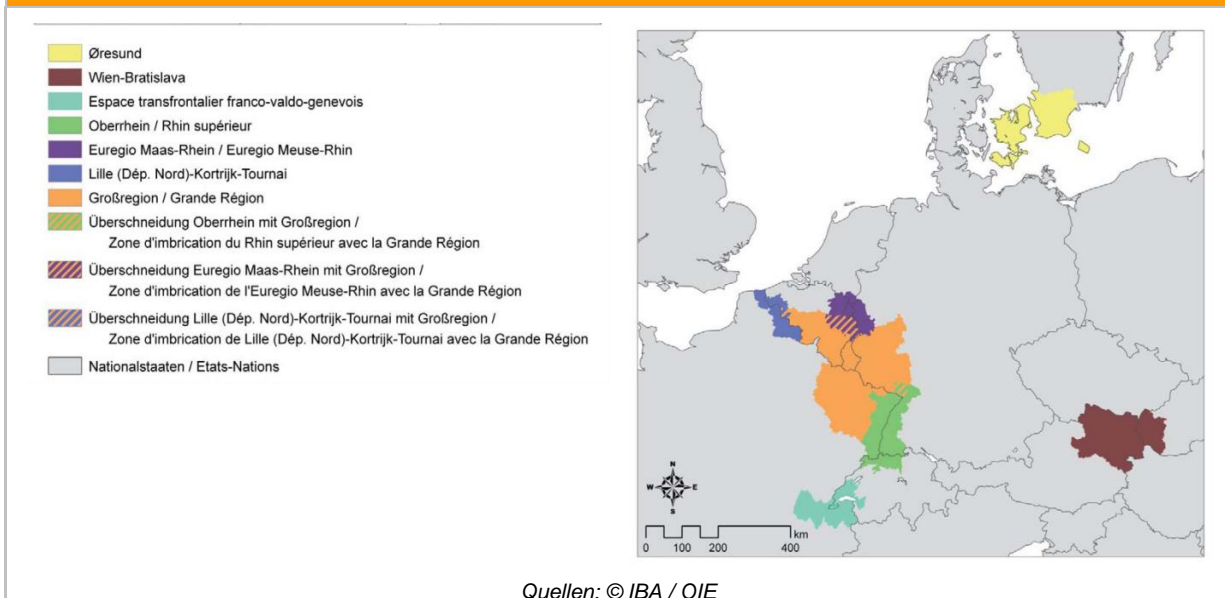 Øresund
Wien-Bratislava
Espace transfrontalier franco-valdo-genevois
Oberrhein / Rhin supérieur
Euregio Maas-Rhein / Euregio Meuse-Rhin
Lille (Dép. Nord)-Kortrijk-Tournai
Großregion / Grande Région
Überschneidung Oberrhein mit Großregion /
Zone d'imbrication du Rhin supérieur avec la Grande Région
Überschneidung Euregio Maas-Rhein mit Großregion /
Zone d'imbrication de l'Euregio Meuse-Rhin avec la Grande Région
Überschneidung Lille (Dép. Nord)-Kortrijk-Tournai mit Großregion /
Zone d'imbrication de Lille (Dép. Nord)-Kortrijk-Tournai avec la Grande Région
Nationalstaaten / Etats-Nations
N
W E
S
km
0 100 200 400
Quellen: © IBA / OIE